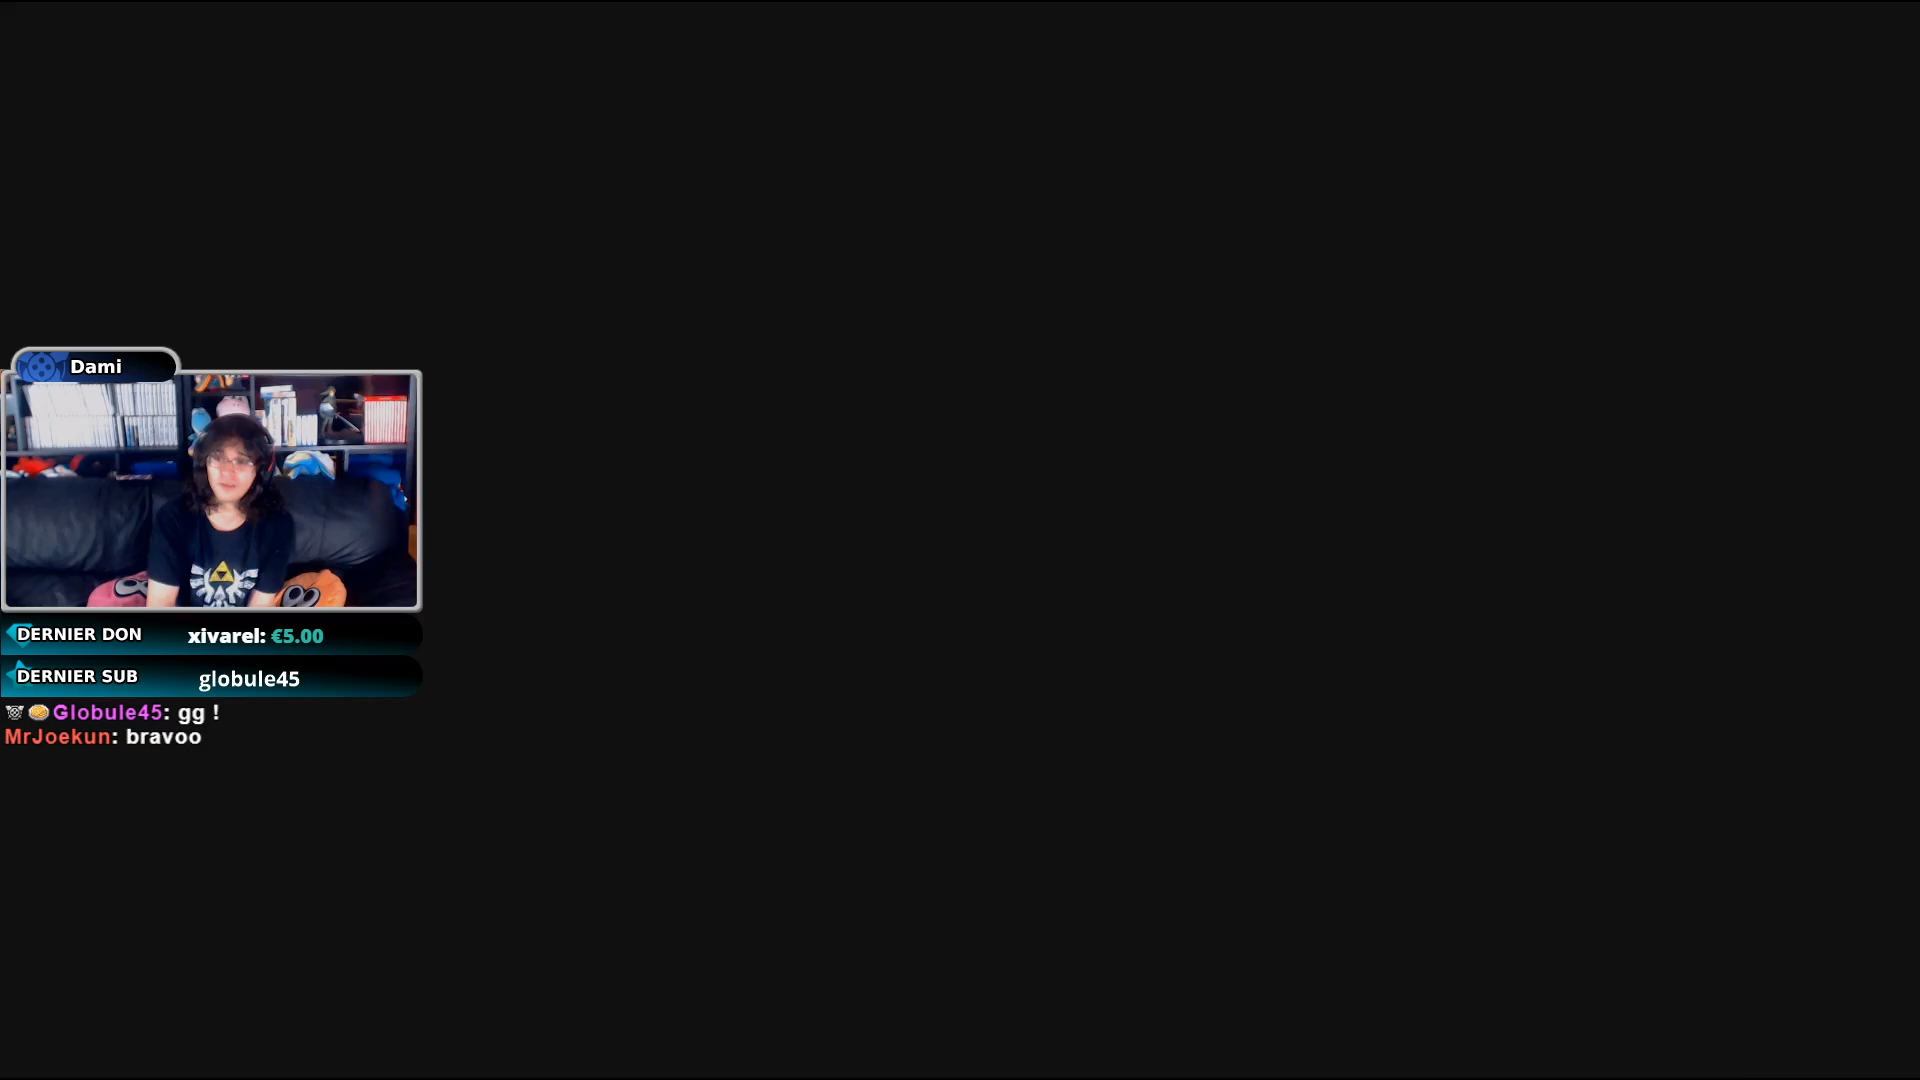 Dami
DERNIER DON xivarel: €5.00
DERNIER SUB globule45
Globule45: gg !
MrJoekun: bravoo